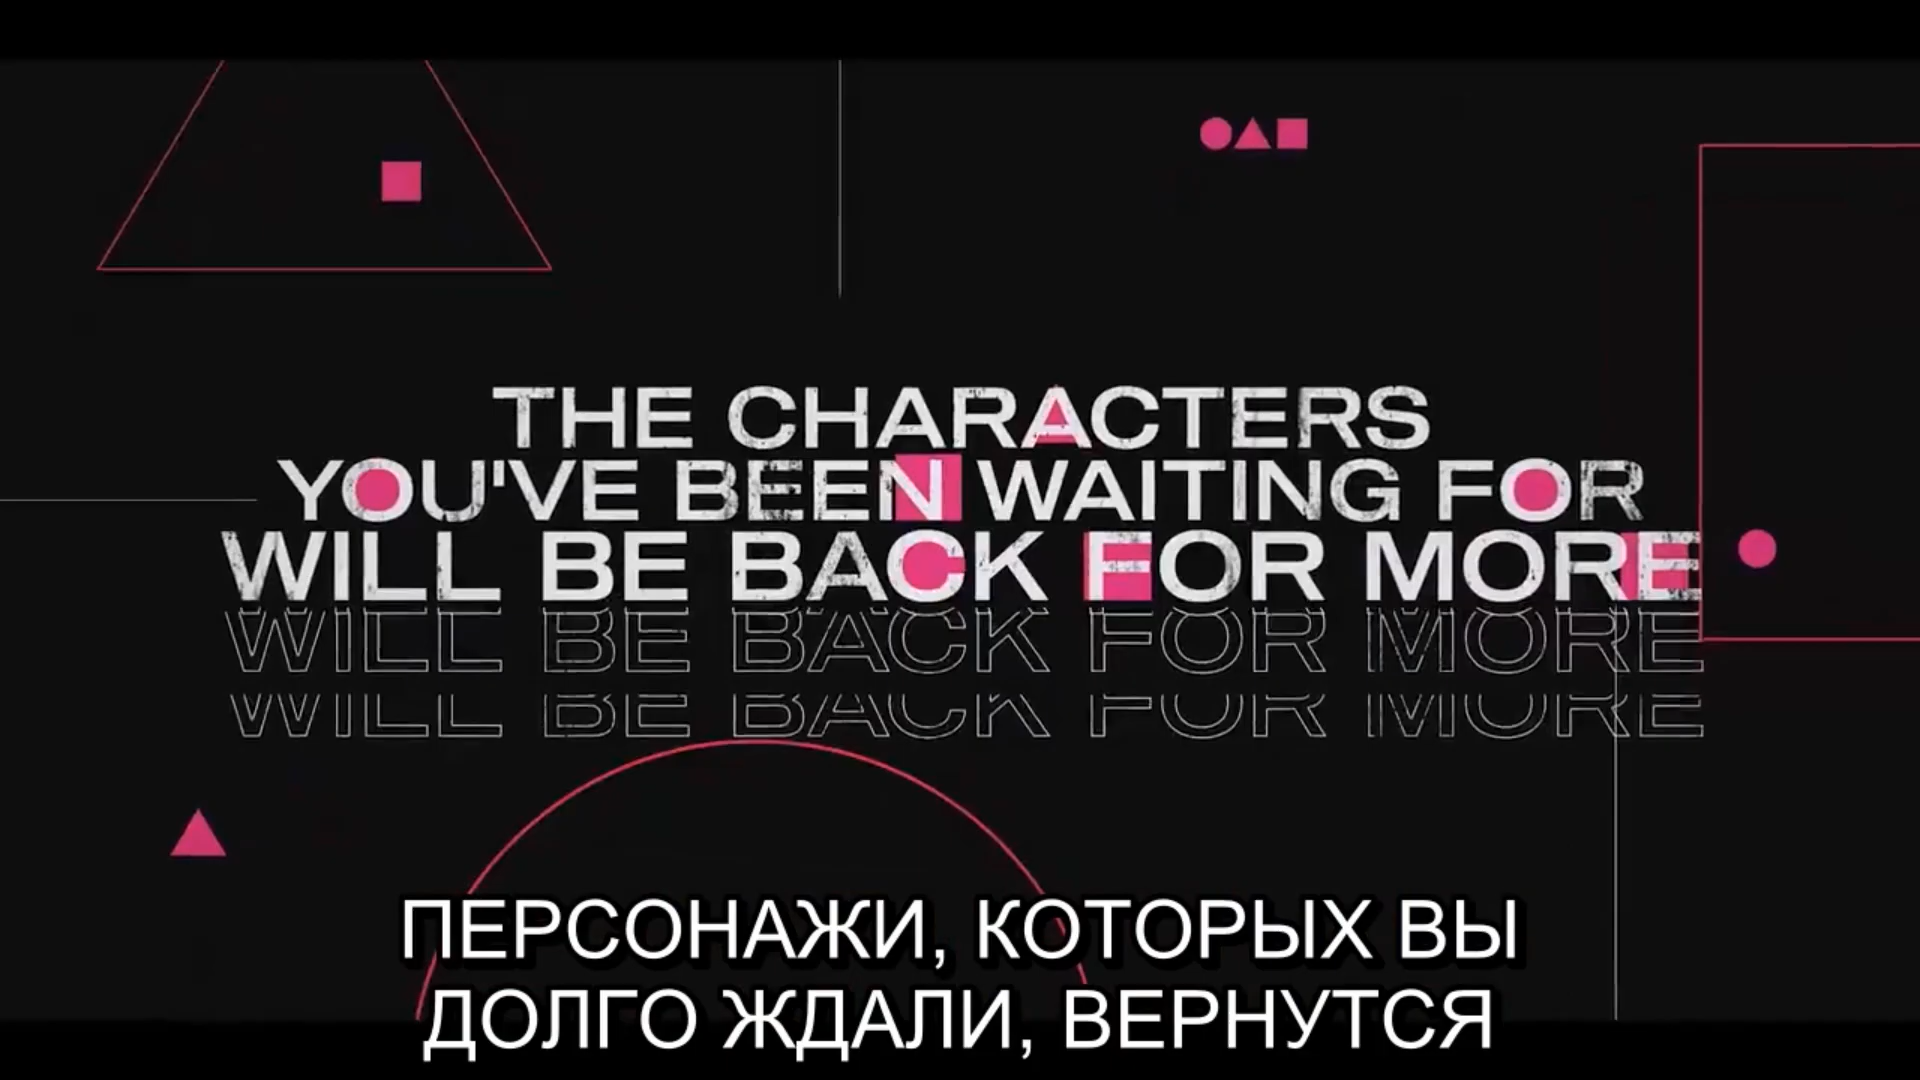 THE CHARACTERS
YOU'VE BEEN WAITING FOR
WILL BE BACK FOR MORE
WILL BE BACK FOR MORE
WILL BE BACK FOR MORE
ПЕРСОНАЖИ, КОТОРЫХ ВЫ
ДОЛГО ЖДАЛИ, ВЕРНУТСЯ